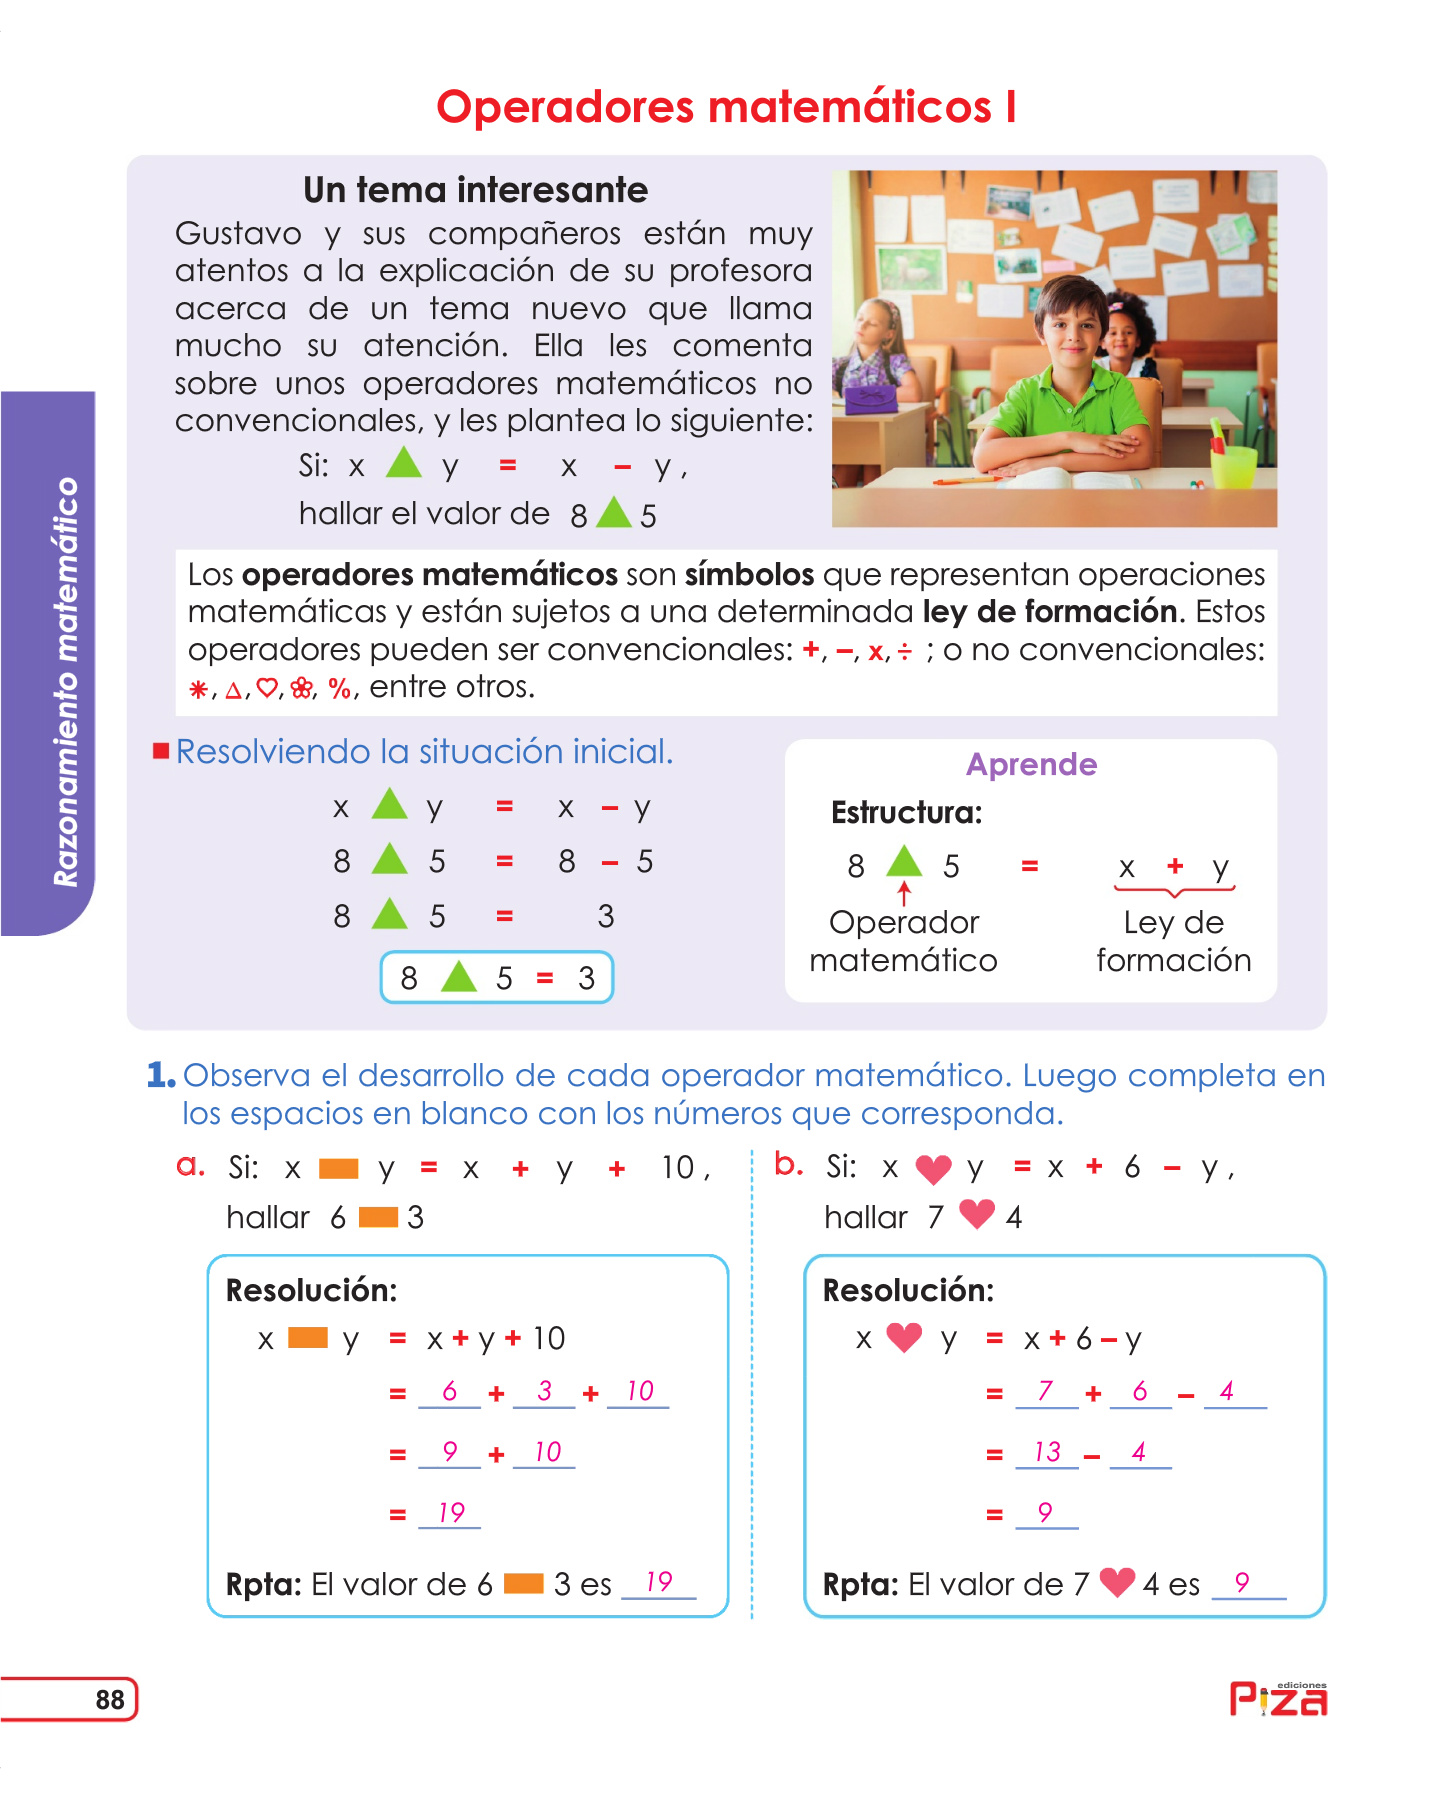 Operadores matemáticos I
Un tema interesante
Gustavo y sus compañeros están muy
atentos a la explicación de su profesora
acerca de un tema nuevo que llama
mucho su atención. Ella les comenta
sobre unos operadores matemáticos no
convencionales, y les plantea lo siguiente:
Si: x ▲ y = x – y ,
hallar el valor de 8 ▲ 5
Los operadores matemáticos son símbolos que representan operaciones
matemáticas y están sujetos a una determinada ley de formación. Estos
operadores pueden ser convencionales: +, –, x, ÷ ; o no convencionales:
✳, △, ♡, ❀, %, entre otros.
Razonamiento matemático
Resolviendo la situación inicial.
x ▲ y = x – y
8 ▲ 5 = 8 – 5
8 ▲ 5 = 3
8 ▲ 5 = 3
Aprende
Estructura:
8 ▲ 5 = x + y
Operador Ley de
matemático formación
1. Observa el desarrollo de cada operador matemático. Luego completa en
los espacios en blanco con los números que corresponda.
a. Si: x ▬ y = x + y + 10 ,
hallar 6 ▬ 3
Resolución:
x ▬ y = x + y + 10
= 6 + 3 + 10
= 9 + 10
= 19
Rpta: El valor de 6 ▬ 3 es 19
b. Si: x ♥ y = x + 6 – y ,
hallar 7 ♥ 4
Resolución:
x ♥ y = x + 6 – y
= 7 + 6 – 4
= 13 – 4
= 9
Rpta: El valor de 7 ♥ 4 es 9
88
ediciones
Piza